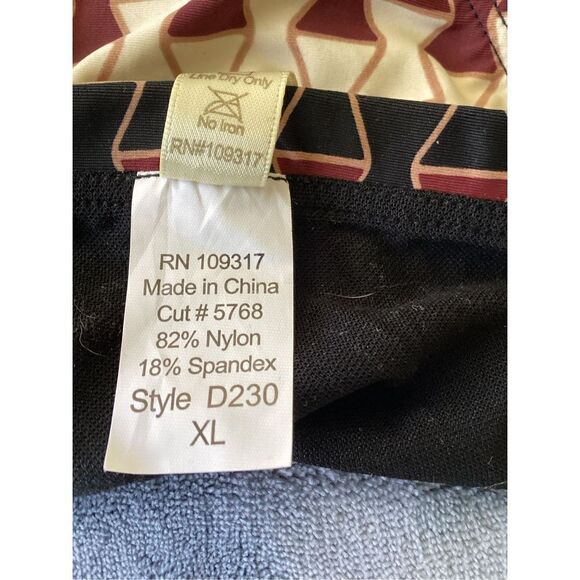 Line Dry Only
No Iron
RN#109317
RN 109317
Made in China
Cut # 5768
82% Nylon
18% Spandex
Style D230
XL